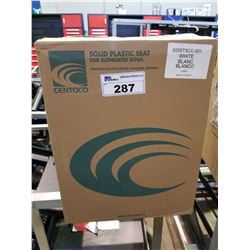 SOLID PLASTIC SEAT
FOR ELONGATED BOWL
CENTOCO
287
500STSCC-001
WHITE
BLANC
BLANCO